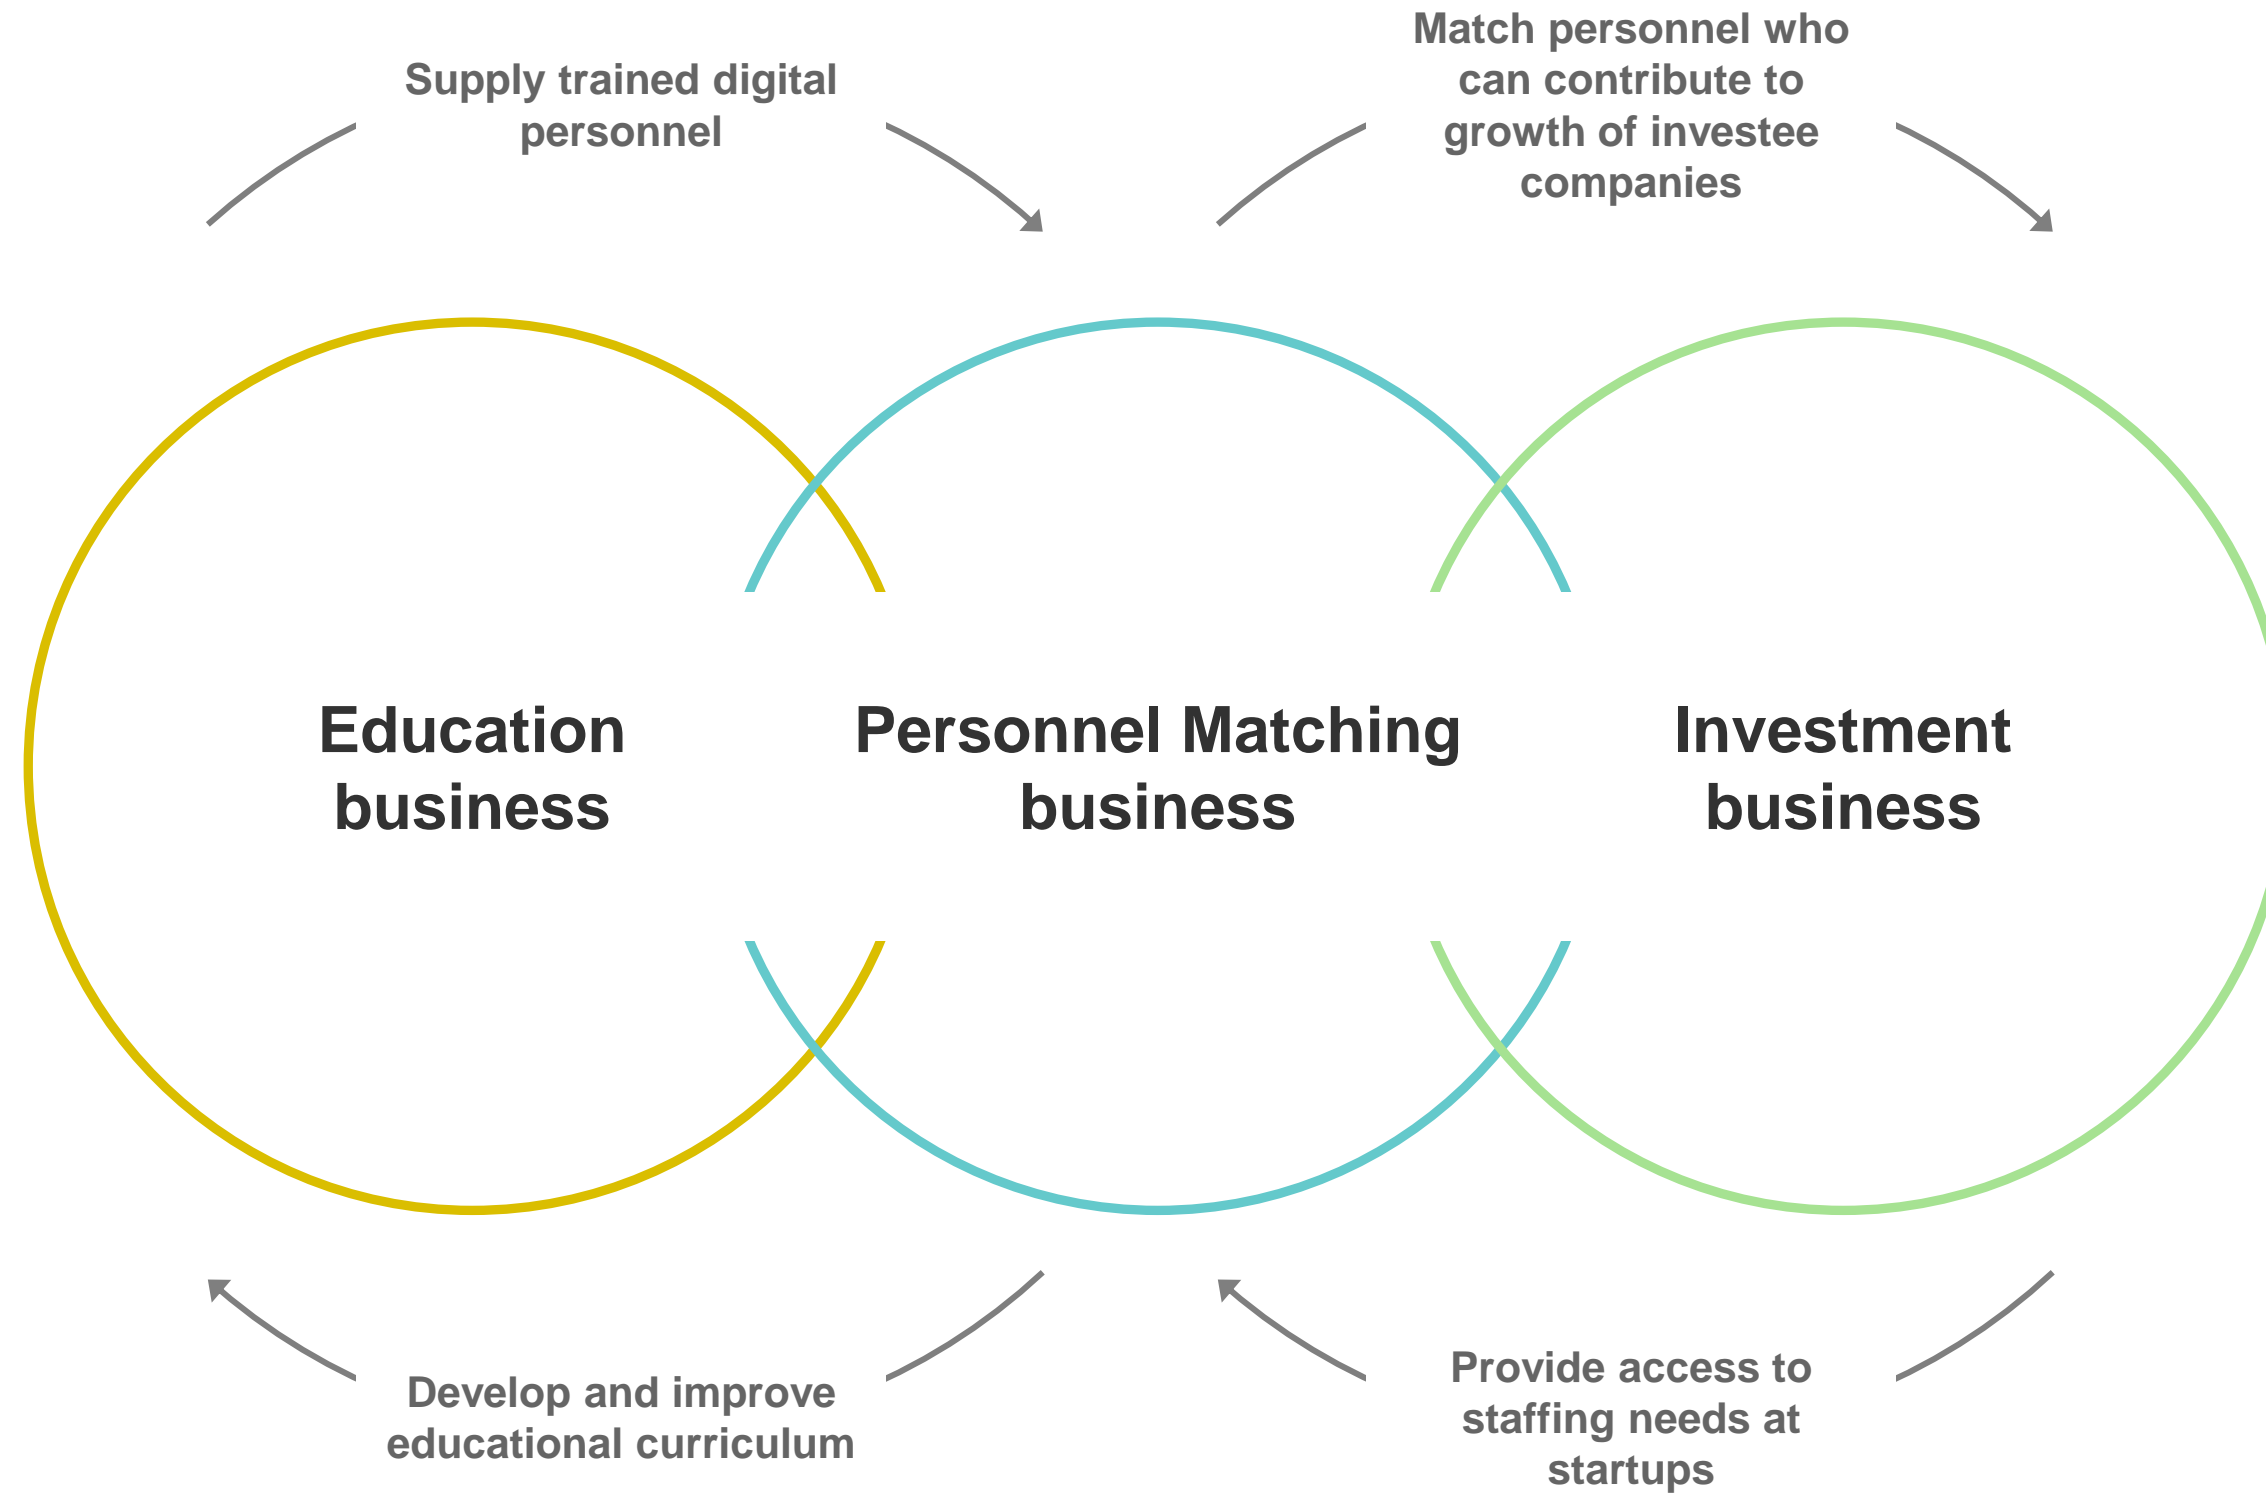 Supply trained digital
personnel
Match personnel who
can contribute to
growth of investee
companies
Education
business
Personnel Matching
business
Investment
business
Develop and improve
educational curriculum
Provide access to
staffing needs at
startups